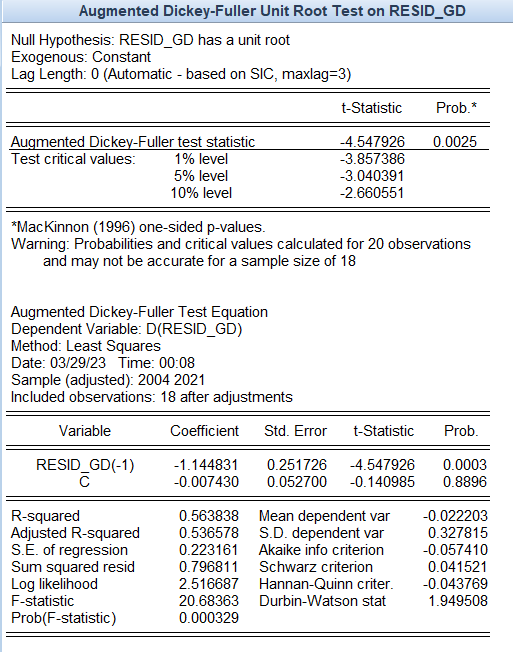 Augmented Dickey-Fuller Unit Root Test on RESID_GD
Null Hypothesis: RESID_GD has a unit root
Exogenous: Constant
Lag Length: 0 (Automatic - based on SIC, maxlag=3)
t-Statistic Prob.*
Augmented Dickey-Fuller test statistic -4.547926 0.0025
Test critical values: 1% level -3.857386
5% level -3.040391
10% level -2.660551
*MacKinnon (1996) one-sided p-values.
Warning: Probabilities and critical values calculated for 20 observations
and may not be accurate for a sample size of 18
Augmented Dickey-Fuller Test Equation
Dependent Variable: D(RESID_GD)
Method: Least Squares
Date: 03/29/23 Time: 00:08
Sample (adjusted): 2004 2021
Included observations: 18 after adjustments
Variable Coefficient Std. Error t-Statistic Prob.
RESID_GD(-1) -1.144831 0.251726 -4.547926 0.0003
C -0.007430 0.052700 -0.140985 0.8896
R-squared 0.563838 Mean dependent var -0.022203
Adjusted R-squared 0.536578 S.D. dependent var 0.327815
S.E. of regression 0.223161 Akaike info criterion -0.057410
Sum squared resid 0.796811 Schwarz criterion 0.041521
Log likelihood 2.516687 Hannan-Quinn criter. -0.043769
F-statistic 20.68363 Durbin-Watson stat 1.949508
Prob(F-statistic) 0.000329